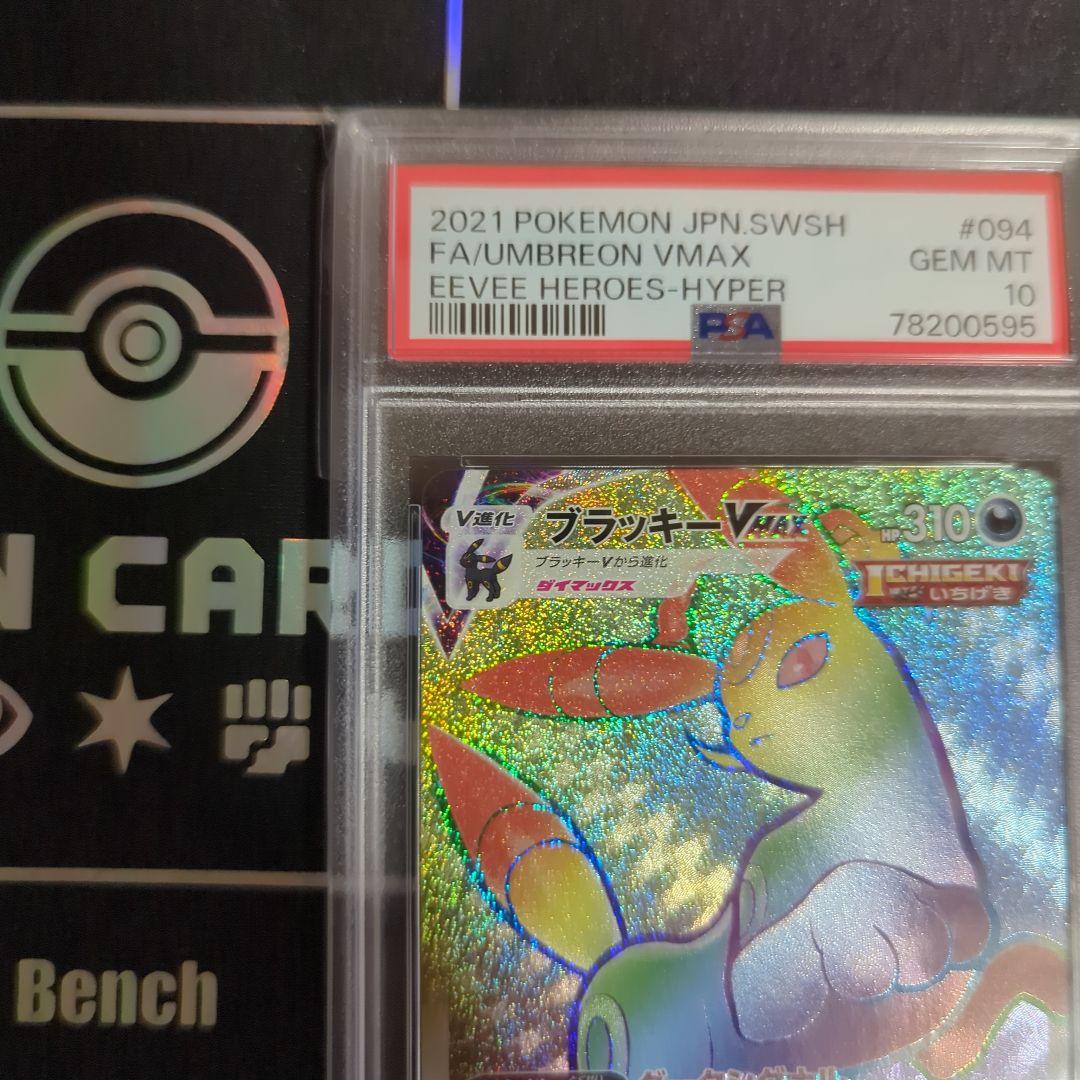 2021 POKEMON JPN.SWSH #094
FA/UMBREON VMAX GEM MT
EEVEE HEROES-HYPER 10
PSA 78200595
V進化 ブラッキーVMAX HP310
ブラッキーVから進化
ダイマックス
ICHIGEKI
いちげき
N CAR
Bench